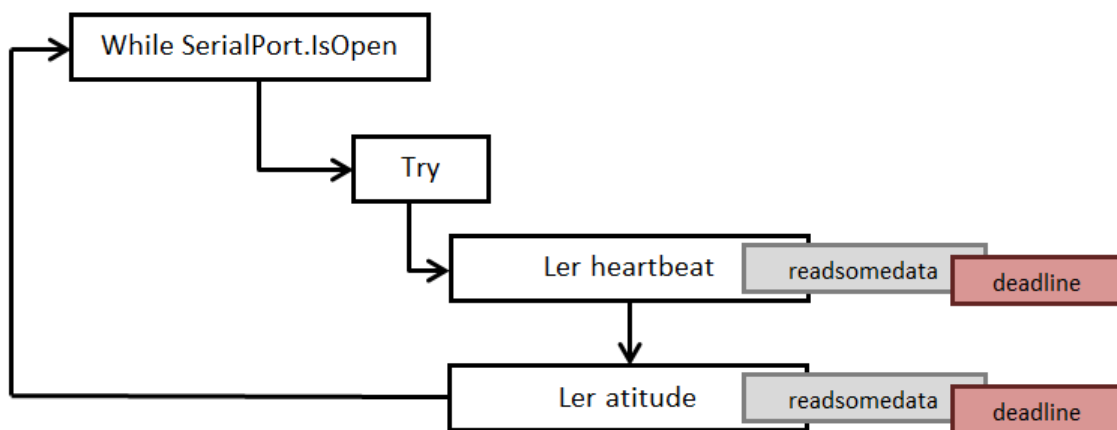 While SerialPort.IsOpen
Try
Ler heartbeat
readsomedata
deadline
Ler atitude
readsomedata
deadline